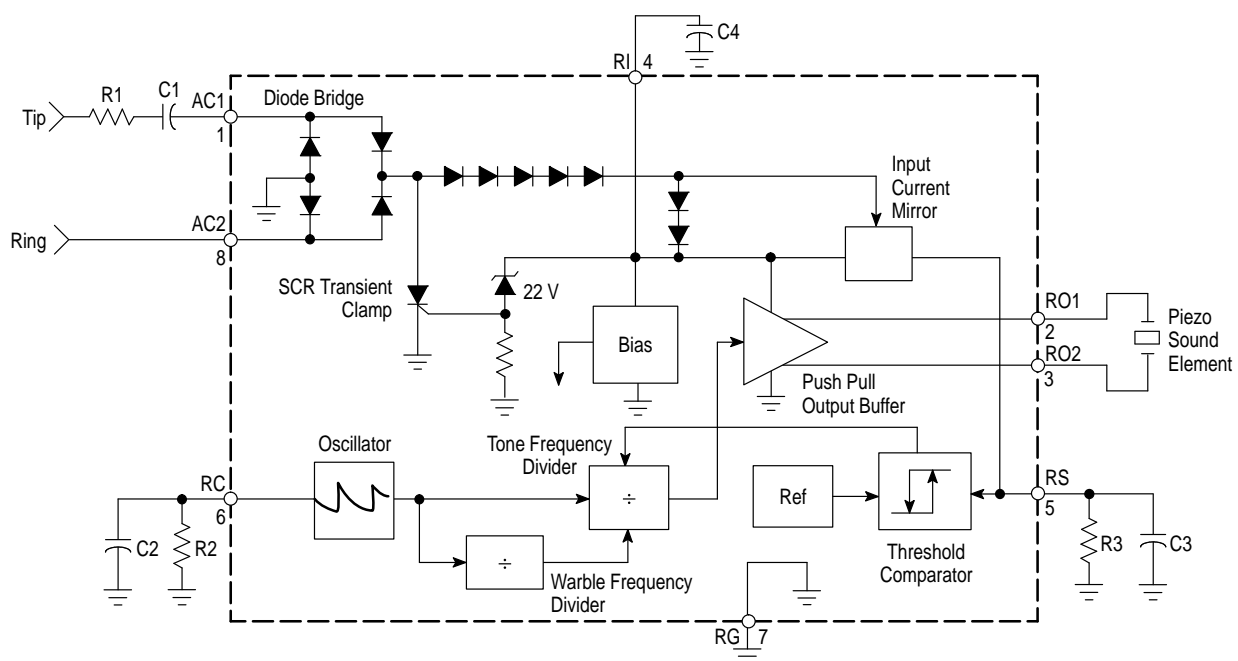 C4
RI 4
R1
C1
AC1
Diode Bridge
Tip
1
Input
Current
Mirror
AC2
Ring
8
SCR Transient
Clamp
22 V
RO1
2
Piezo
Sound
Element
Bias
RO2
3
Push Pull
Output Buffer
Oscillator
Tone Frequency
Divider
RC
6
÷
Ref
RS
5
C2
R2
÷
Warble Frequency
Divider
Threshold
Comparator
R3
C3
RG 7